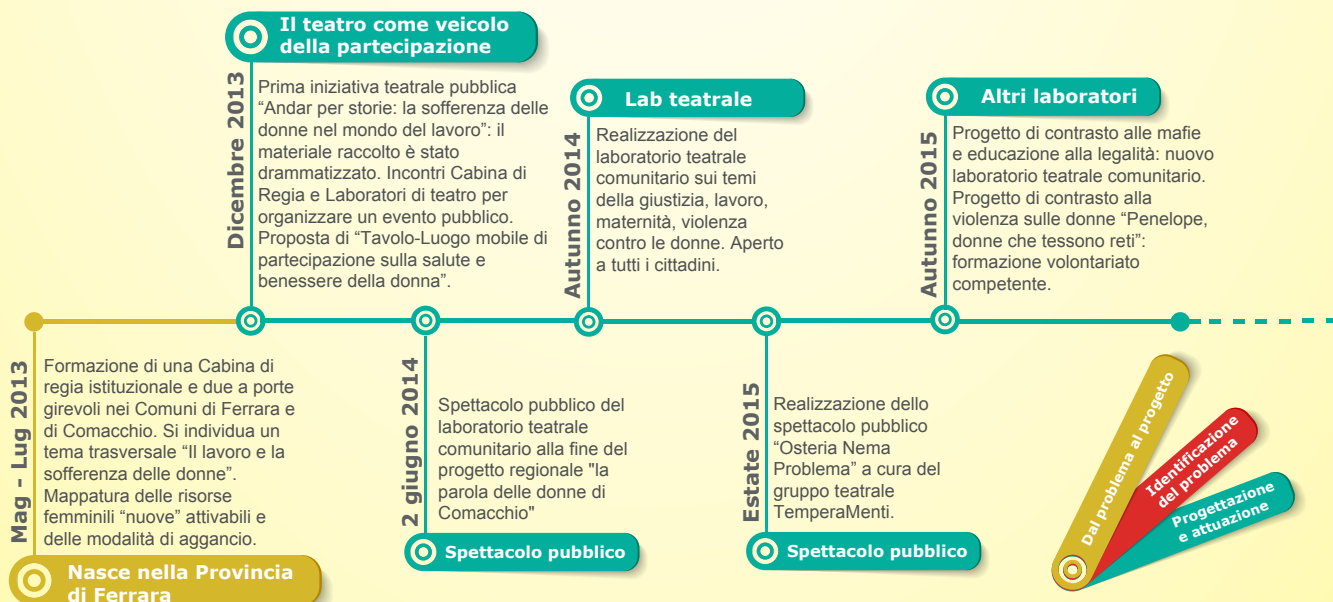 Il teatro come veicolo
della partecipazione
Dicembre 2013
Prima iniziativa teatrale pubblica
“Andar per storie: la sofferenza delle
donne nel mondo del lavoro”: il
materiale raccolto è stato
drammatizzato. Incontri Cabina di
Regia e Laboratori di teatro per
organizzare un evento pubblico.
Proposta di “Tavolo-Luogo mobile di
partecipazione sulla salute e
benessere della donna”.
Lab teatrale
Autunno 2014
Realizzazione del
laboratorio teatrale
comunitario sui temi
della giustizia, lavoro,
maternità, violenza
contro le donne. Aperto
a tutti i cittadini.
Altri laboratori
Autunno 2015
Progetto di contrasto alle mafie
e educazione alla legalità: nuovo
laboratorio teatrale comunitario.
Progetto di contrasto alla
violenza sulle donne “Penelope,
donne che tessono reti”:
formazione volontariato
competente.
Mag - Lug 2013
Formazione di una Cabina di
regia istituzionale e due a porte
girevoli nei Comuni di Ferrara e
di Comacchio. Si individua un
tema trasversale “Il lavoro e la
sofferenza delle donne”.
Mappatura delle risorse
femminili “nuove” attivabili e
delle modalità di aggancio.
Nasce nella Provincia
di Ferrara
2 giugno 2014
Spettacolo pubblico del
laboratorio teatrale
comunitario alla fine del
progetto regionale "la
parola delle donne di
Comacchio"
Spettacolo pubblico
Estate 2015
Realizzazione dello
spettacolo pubblico
“Osteria Nema
Problema” a cura del
gruppo teatrale
TemperaMenti.
Spettacolo pubblico
Dal problema al progetto
Identificazione
del problema
Progettazione
e attuazione